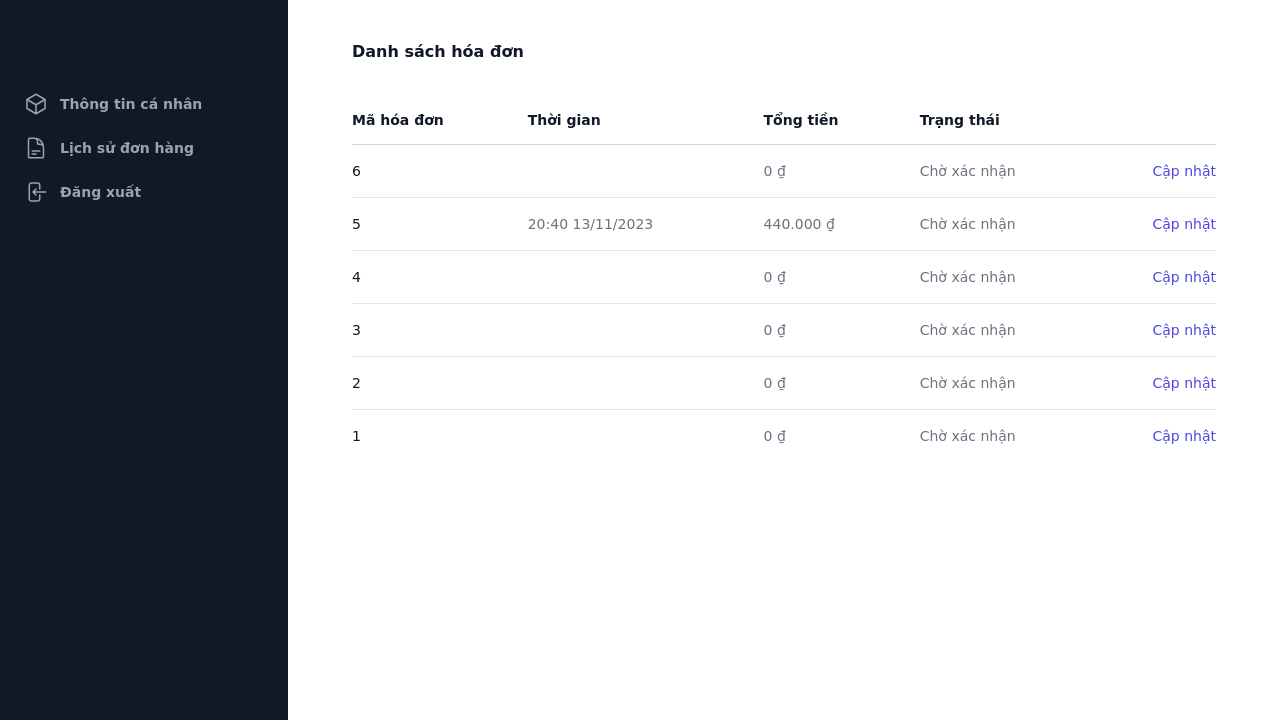 Thông tin cá nhân
Lịch sử đơn hàng
Đăng xuất
Danh sách hóa đơn
Mã hóa đơn Thời gian Tổng tiền Trạng thái
6 0 ₫ Chờ xác nhận Cập nhật
5 20:40 13/11/2023 440.000 ₫ Chờ xác nhận Cập nhật
4 0 ₫ Chờ xác nhận Cập nhật
3 0 ₫ Chờ xác nhận Cập nhật
2 0 ₫ Chờ xác nhận Cập nhật
1 0 ₫ Chờ xác nhận Cập nhật